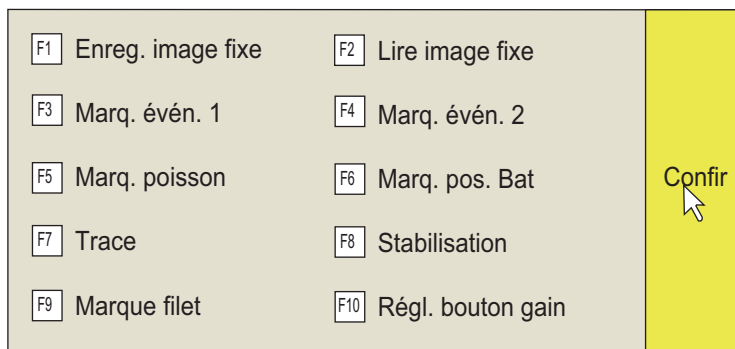 F1 Enreg. image fixe
F2 Lire image fixe
F3 Marq. évén. 1
F4 Marq. évén. 2
F5 Marq. poisson
F6 Marq. pos. Bat
Confir
F7 Trace
F8 Stabilisation
F9 Marque filet
F10 Régl. bouton gain